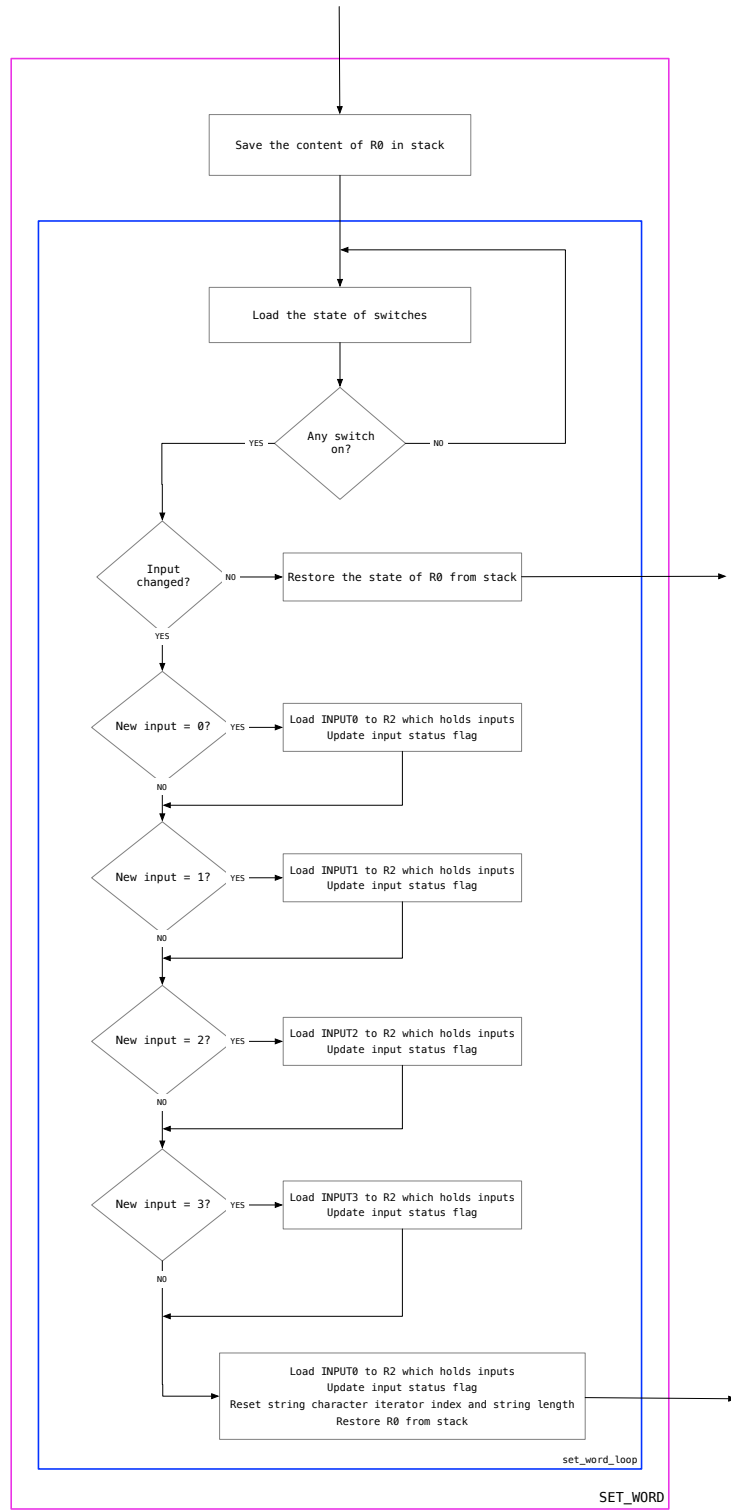 Save the content of R0 in stack
Load the state of switches
Any switch
on?
YES
NO
Input
changed?
NO
Restore the state of R0 from stack
YES
New input = 0?
YES
Load INPUT0 to R2 which holds inputs
Update input status flag
NO
New input = 1?
YES
Load INPUT1 to R2 which holds inputs
Update input status flag
NO
New input = 2?
YES
Load INPUT2 to R2 which holds inputs
Update input status flag
NO
New input = 3?
YES
Load INPUT3 to R2 which holds inputs
Update input status flag
NO
Load INPUT0 to R2 which holds inputs
Update input status flag
Reset string character iterator index and string length
Restore R0 from stack
set_word_loop
SET_WORD